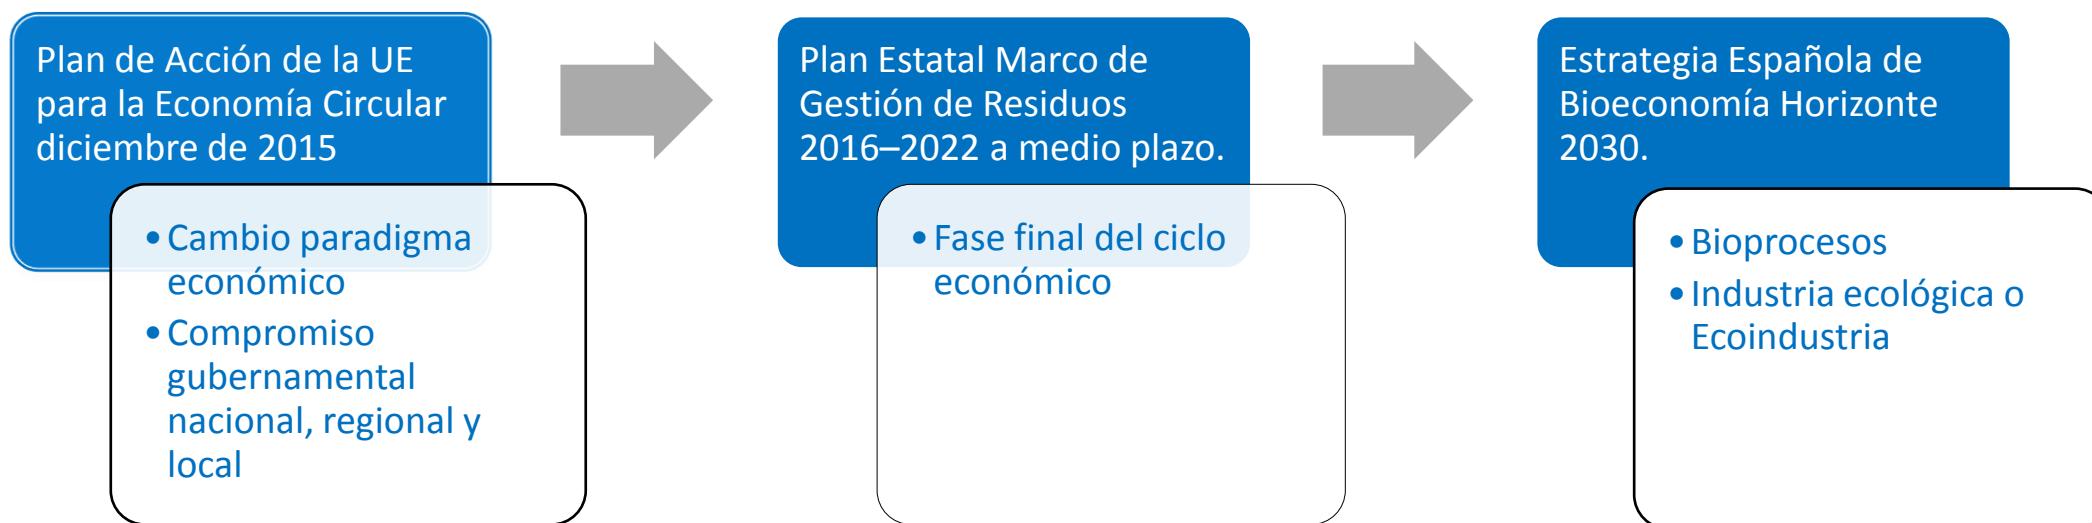 Plan de Acción de la UE
para la Economía Circular
diciembre de 2015
•Cambio paradigma
económico
•Compromiso
gubernamental
nacional, regional y
local
Plan Estatal Marco de
Gestión de Residuos
2016–2022 a medio plazo.
•Fase final del ciclo
económico
Estrategia Española de
Bioeconomía Horizonte
2030.
•Bioprocesos
•Industria ecológica o
Ecoindustria